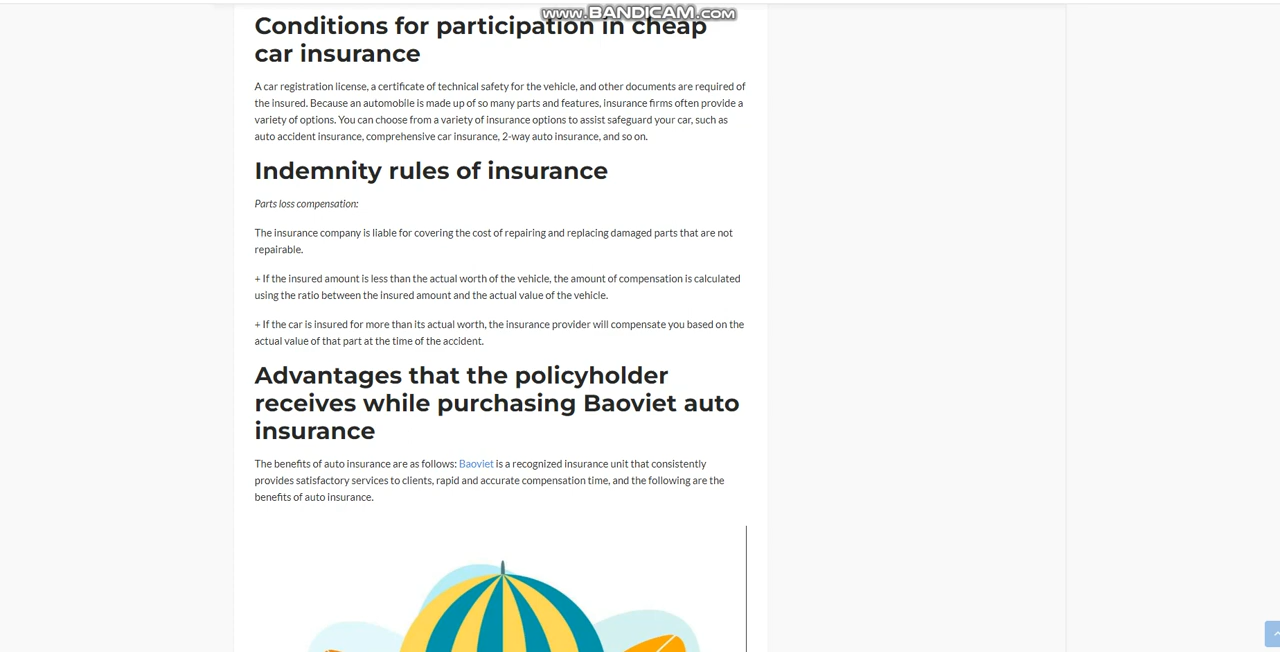 www.BANDICAM.com
Conditions for participation in cheap
car insurance
A car registration license, a certificate of technical safety for the vehicle, and other documents are required of
the insured. Because an automobile is made up of so many parts and features, insurance firms often provide a
variety of options. You can choose from a variety of insurance options to assist safeguard your car, such as
auto accident insurance, comprehensive car insurance, 2-way auto insurance, and so on.
Indemnity rules of insurance
Parts loss compensation:
The insurance company is liable for covering the cost of repairing and replacing damaged parts that are not
repairable.
+ If the insured amount is less than the actual worth of the vehicle, the amount of compensation is calculated
using the ratio between the insured amount and the actual value of the vehicle.
+ If the car is insured for more than its actual worth, the insurance provider will compensate you based on the
actual value of that part at the time of the accident.
Advantages that the policyholder
receives while purchasing Baoviet auto
insurance
The benefits of auto insurance are as follows: Baoviet is a recognized insurance unit that consistently
provides satisfactory services to clients, rapid and accurate compensation time, and the following are the
benefits of auto insurance.